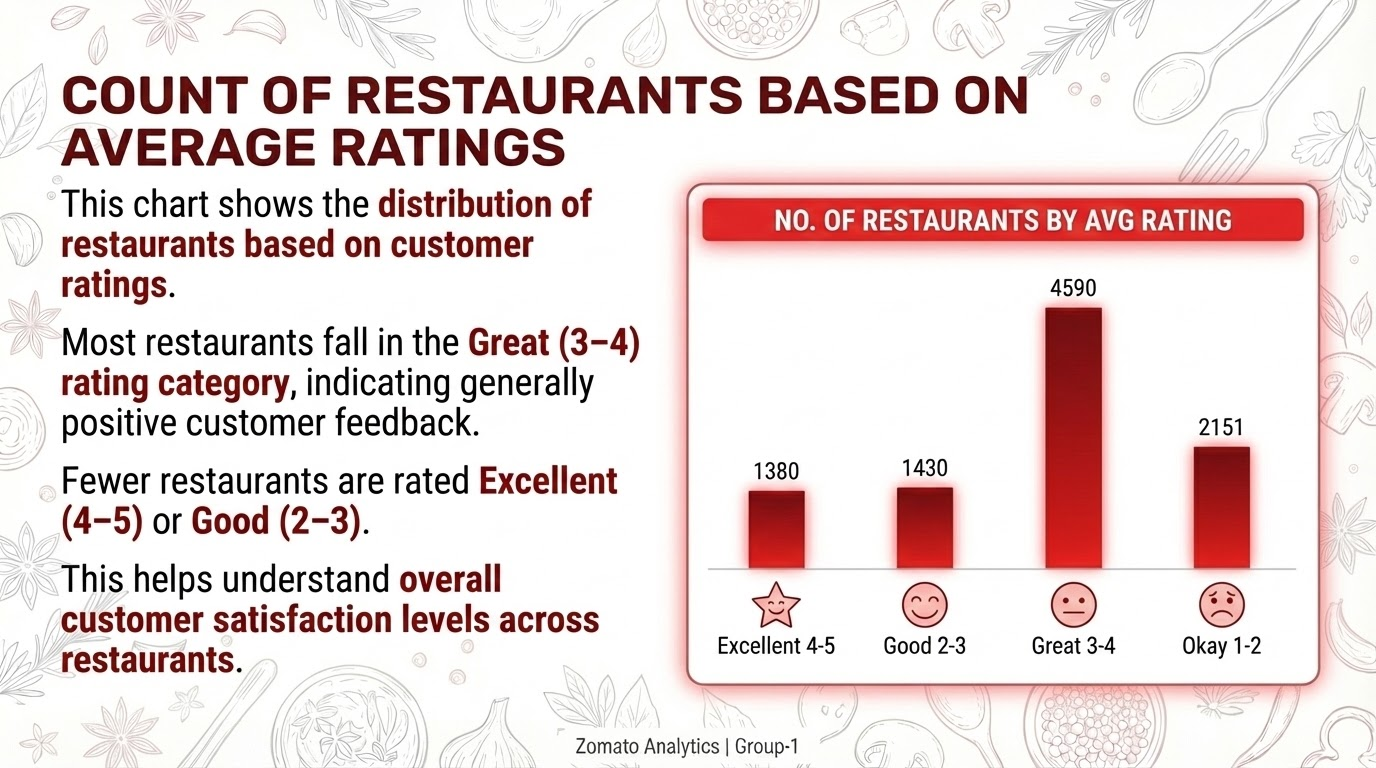 COUNT OF RESTAURANTS BASED ON
AVERAGE RATINGS
This chart shows the distribution of
restaurants based on customer
ratings.
Most restaurants fall in the Great (3–4)
rating category, indicating generally
positive customer feedback.
Fewer restaurants are rated Excellent
(4–5) or Good (2–3).
This helps understand overall
customer satisfaction levels across
restaurants.
NO. OF RESTAURANTS BY AVG RATING
1380
1430
4590
2151
Excellent 4-5
Good 2-3
Great 3-4
Okay 1-2
Zomato Analytics | Group-1